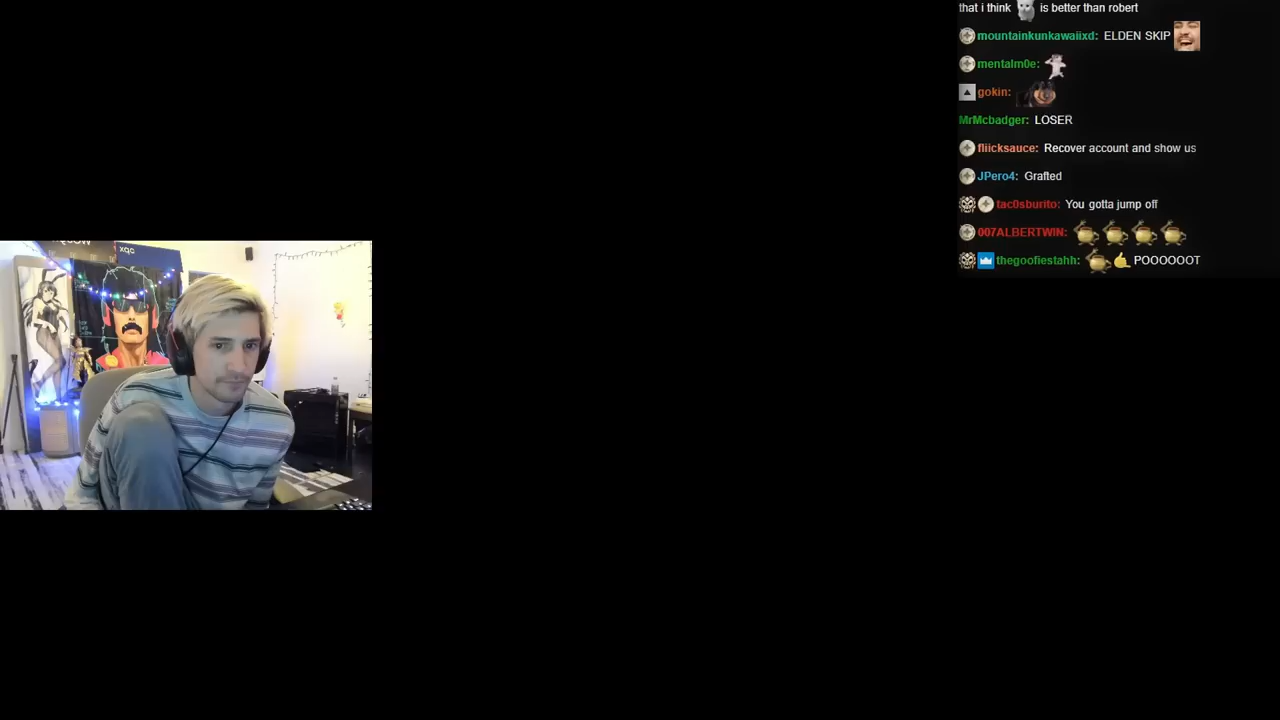 that i think is better than robert
mountainkunkawaiixd: ELDEN SKIP
mentalm0e:
gokin:
MrMcbadger: LOSER
fliicksauce: Recover account and show us
JPero4: Grafted
tac0sburito: You gotta jump off
007ALBERTWIN:
thegoofiestahh: POOOOOOT
xqc